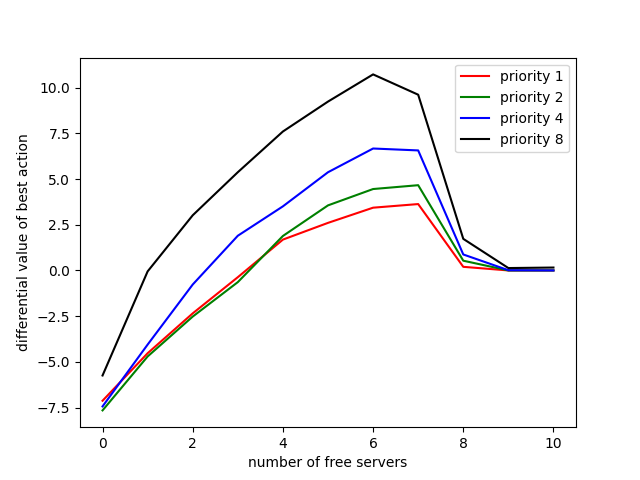 priority 1
priority 2
priority 4
priority 8
differential value of best action
10.0
7.5
5.0
2.5
0.0
−2.5
−5.0
−7.5
0 2 4 6 8 10
number of free servers